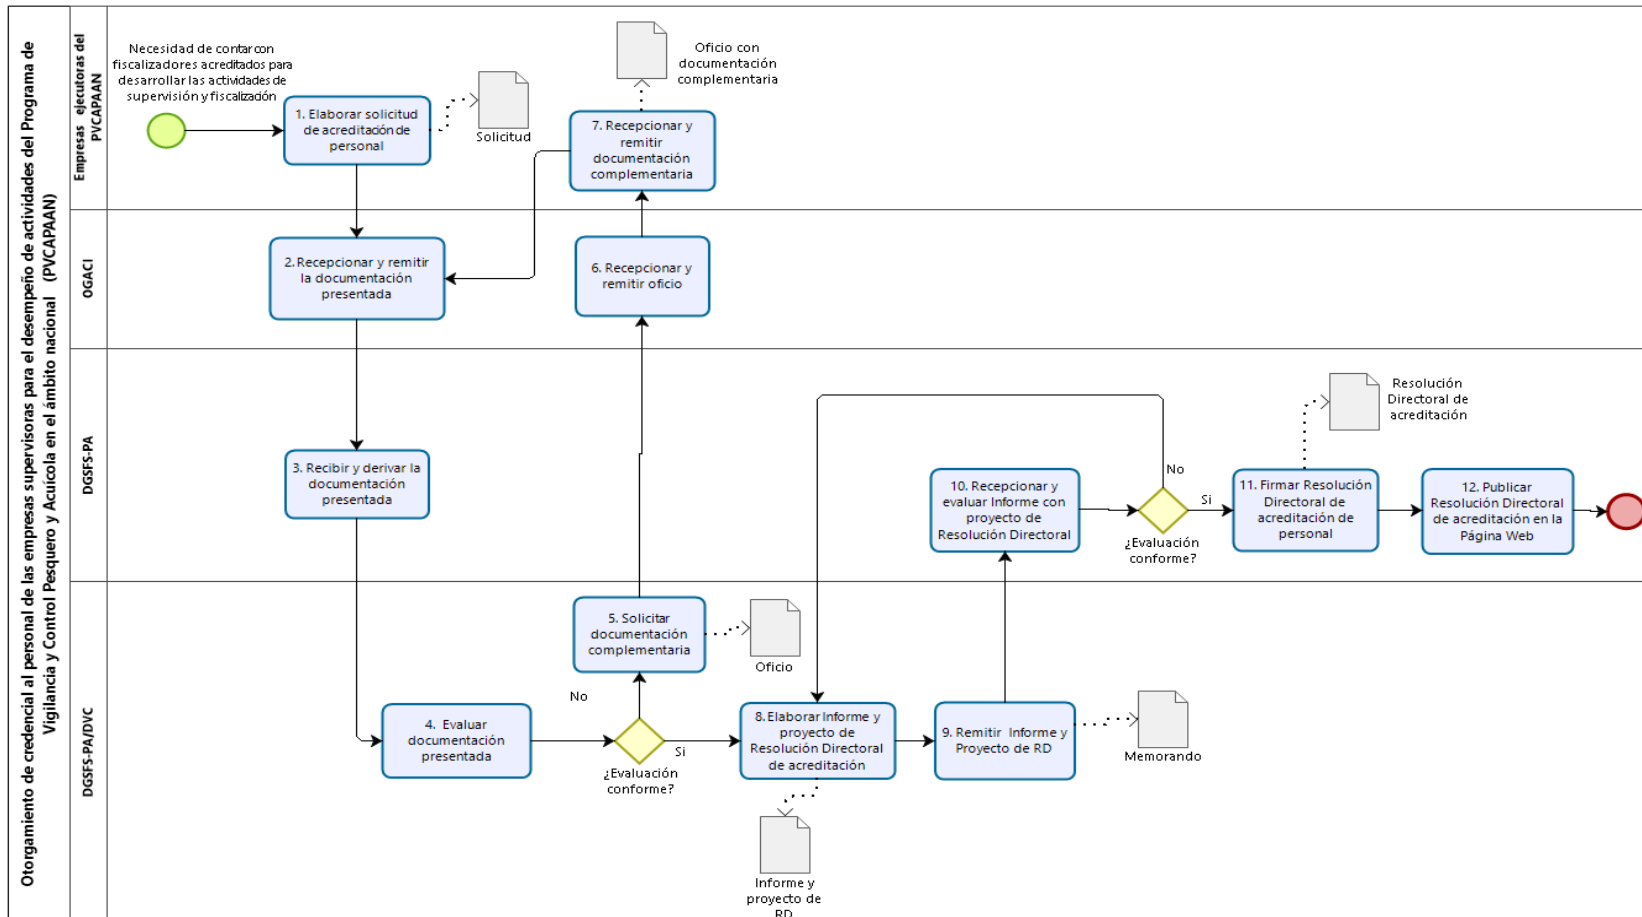 Otorgamiento de credencial al personal de las empresas supervisoras para el desempeño de actividades del Programa de
Vigilancia y Control Pesquero y Acuícola en el ámbito nacional (PVCAPAAN)
Empresas ejecutoras del
PVCAPAAN
Necesidad de contar con
fiscalizadores acreditados para
desarrollar las actividades de
supervisión y fiscalización
1. Elaborar solicitud
de acreditación de
personal
Solicitud
7. Recepcionar y
remitir
documentación
complementaria
Oficio con
documentación
complementaria
OGACI
2. Recepcionar y remitir
la documentación
presentada
6. Recepcionar y
remitir oficio
DGSFS-PA
3. Recibir y derivar la
documentación
presentada
10. Recepcionar y
evaluar Informe con
proyecto de
Resolución Directoral
No
Si
¿Evaluación
conforme?
11. Firmar Resolución
Directoral de
acreditación de
personal
Resolución
Directoral de
acreditación
12. Publicar
Resolución Directoral
de acreditación en la
Página Web
DGSFS-PA/DVC
4. Evaluar
documentación
presentada
No
Si
¿Evaluación
conforme?
5. Solicitar
documentación
complementaria
Oficio
8. Elaborar Informe y
proyecto de
Resolución Directoral
de acreditación
Informe y
proyecto de
RD
9. Remitir Informe y
Proyecto de RD
Memorando